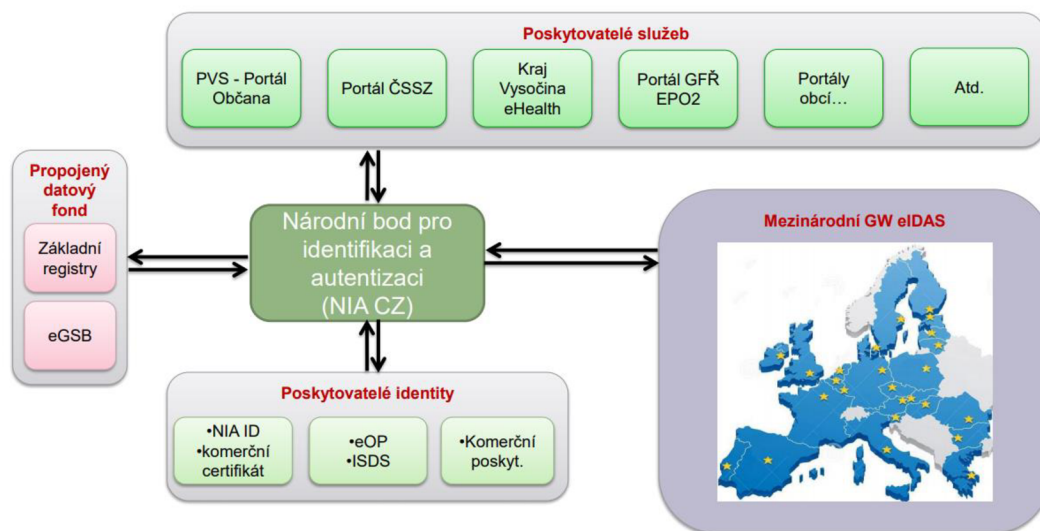 Poskytovatelé služeb
PVS - Portál
Občana
Portál ČSSZ
Kraj
Vysočina
eHealth
Portál GFŘ
EPO2
Portály
obcí…
Atd.
Propojený
datový
fond
Základní
registry
eGSB
Národní bod pro
identifikaci a
autentizaci
(NIA CZ)
Mezinárodní GW eIDAS
Poskytovatelé identity
•NIA ID
•komerční
certifikát
•eOP
•ISDS
•Komerční
poskyt.